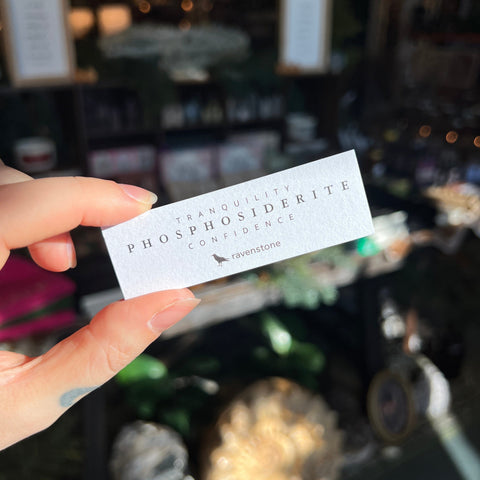 TRANQUILITY
PHOSPHOSIDERITE
CONFIDENCE
ravenstone